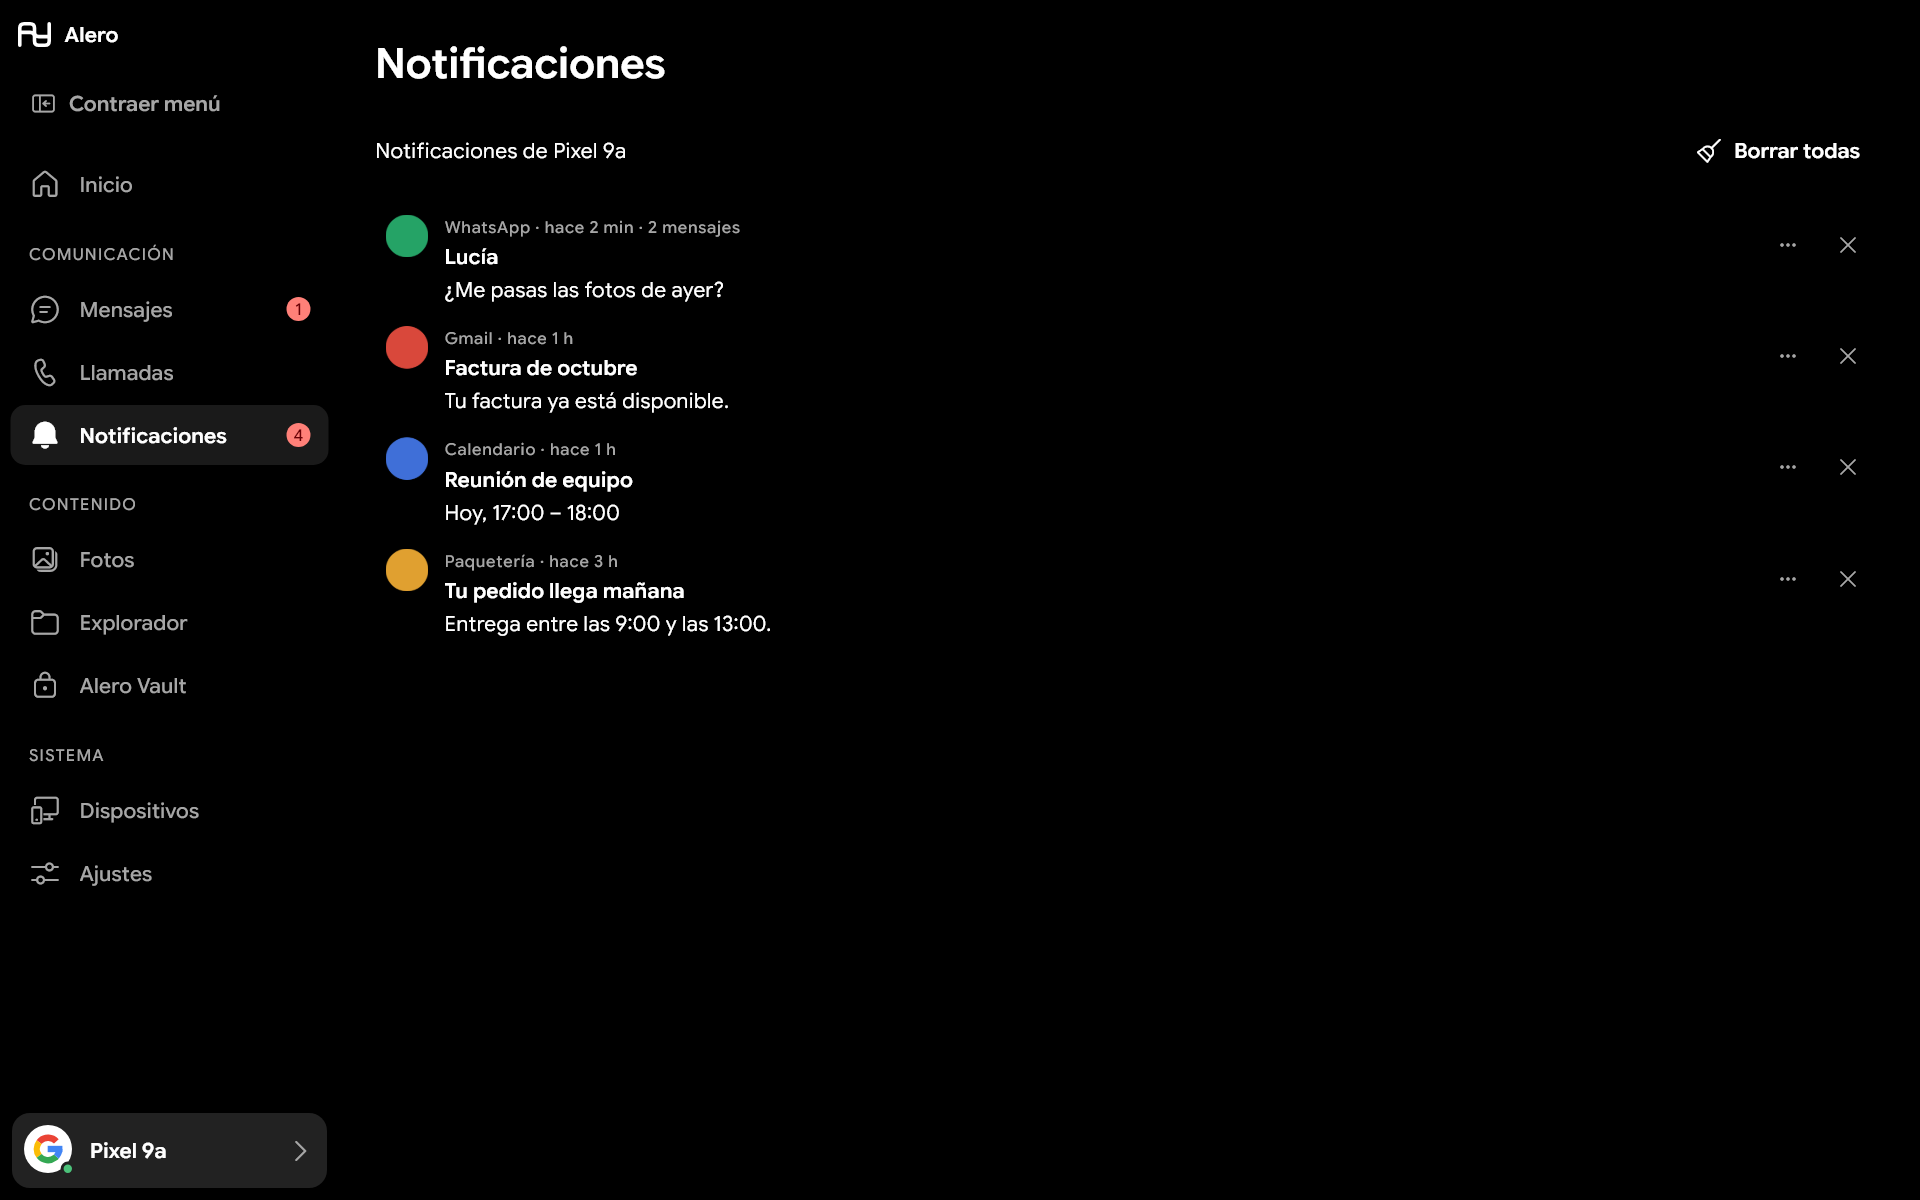 Alero
Contraer menú
Inicio
COMUNICACIÓN
Mensajes 1
Llamadas
Notificaciones 4
CONTENIDO
Fotos
Explorador
Alero Vault
SISTEMA
Dispositivos
Ajustes
Pixel 9a
Notificaciones
Notificaciones de Pixel 9a
Borrar todas
WhatsApp · hace 2 min · 2 mensajes
Lucía
¿Me pasas las fotos de ayer?
Gmail · hace 1 h
Factura de octubre
Tu factura ya está disponible.
Calendario · hace 1 h
Reunión de equipo
Hoy, 17:00 – 18:00
Paquetería · hace 3 h
Tu pedido llega mañana
Entrega entre las 9:00 y las 13:00.